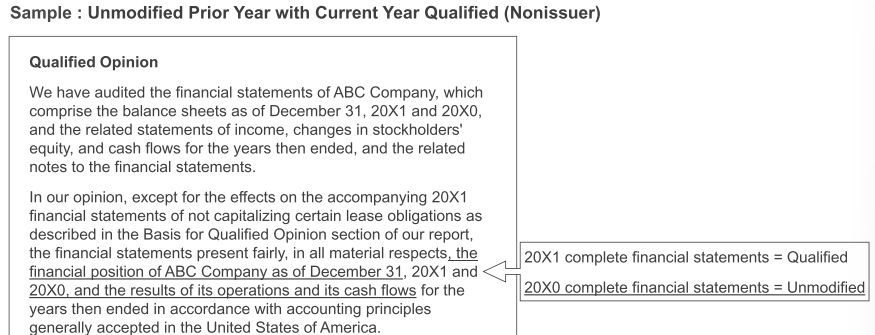 Sample : Unmodified Prior Year with Current Year Qualified (Nonissuer)
Qualified Opinion
We have audited the financial statements of ABC Company, which
comprise the balance sheets as of December 31, 20X1 and 20X0,
and the related statements of income, changes in stockholders'
equity, and cash flows for the years then ended, and the related
notes to the financial statements.
In our opinion, except for the effects on the accompanying 20X1
financial statements of not capitalizing certain lease obligations as
described in the Basis for Qualified Opinion section of our report,
the financial statements present fairly, in all material respects, the
financial position of ABC Company as of December 31, 20X1 and
20X0, and the results of its operations and its cash flows for the
years then ended in accordance with accounting principles
generally accepted in the United States of America.
20X1 complete financial statements = Qualified
20X0 complete financial statements = Unmodified